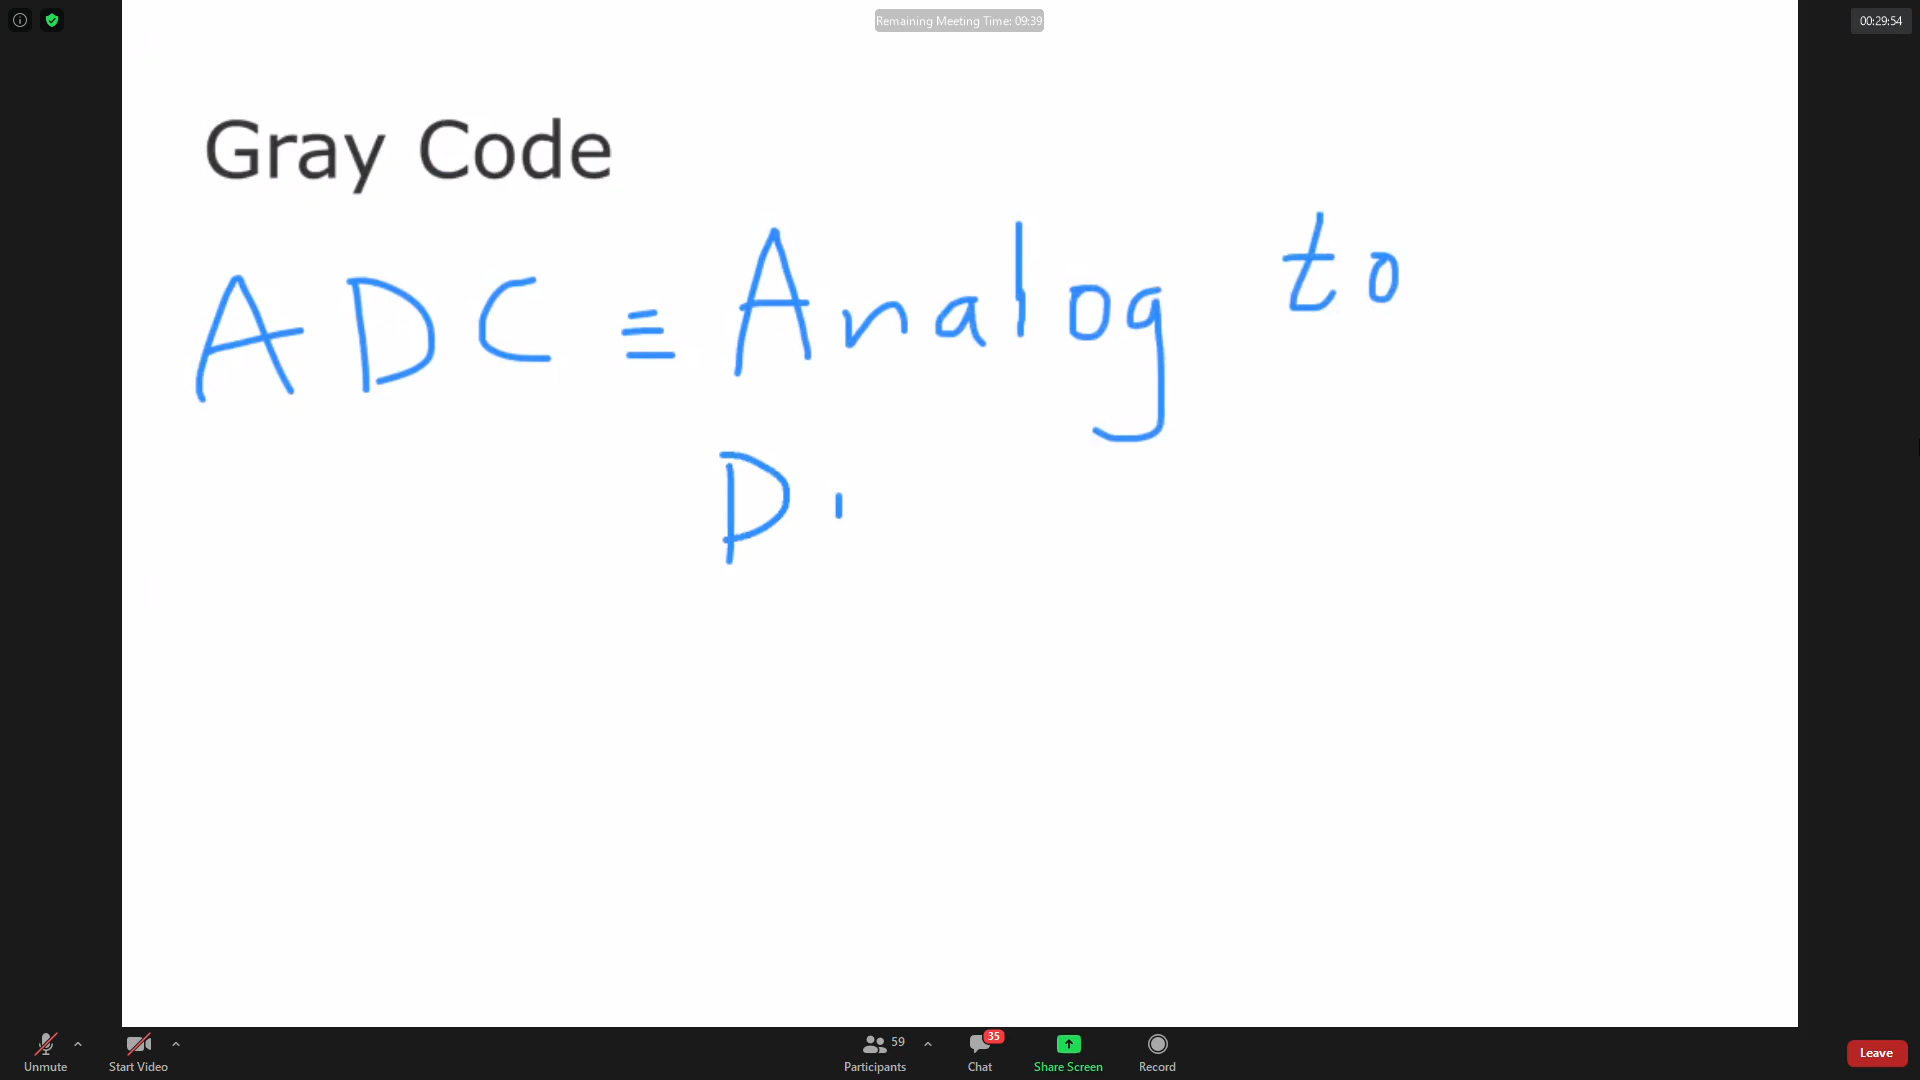 Remaining Meeting Time: 09:39
00:29:54
Gray Code
ADC = Analog to
Di
Unmute
Start Video
59
Participants
35
Chat
Share Screen
Record
Leave